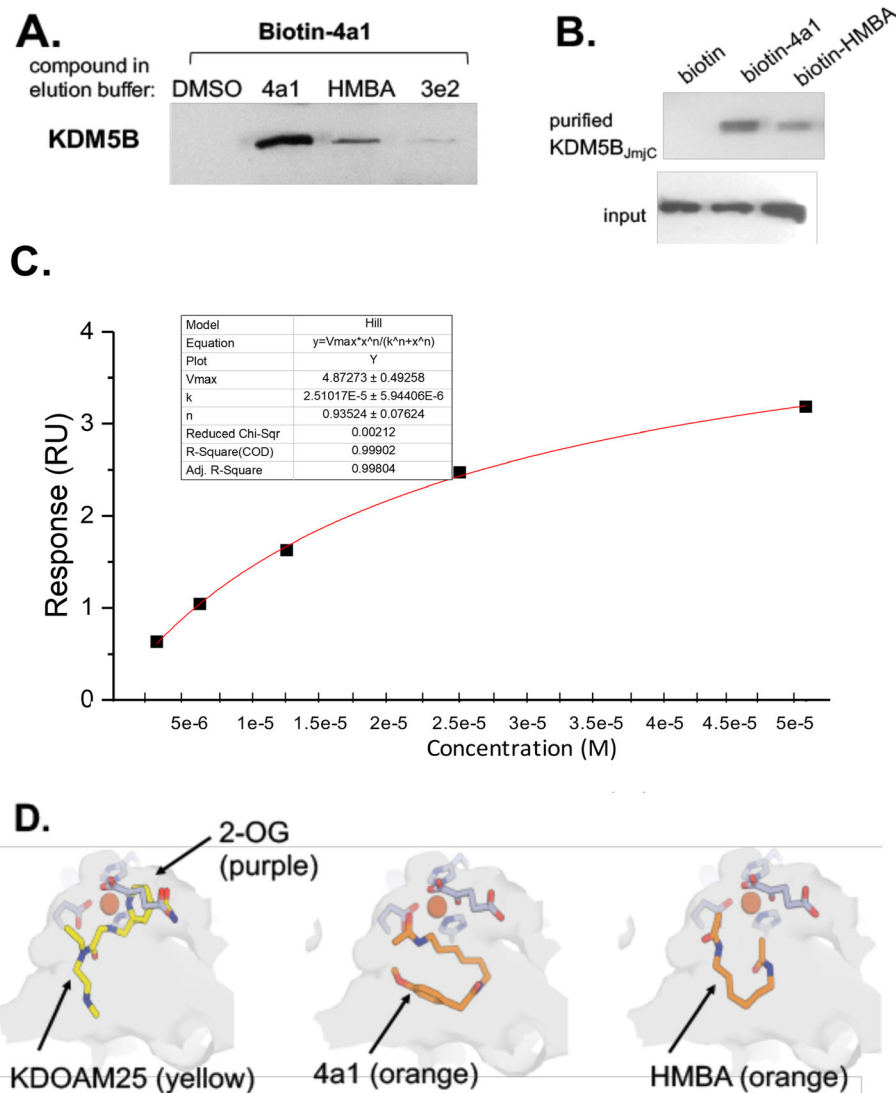 A.
Biotin-4a1
compound in
elution buffer:
DMSO 4a1 HMBA 3e2
KDM5B
B.
biotin
biotin-4a1
biotin-HMBA
purified
KDM5BJmjC
input
C.
Response (RU)
4
3
2
1
0
Model Hill
Equation y=Vmax*x^n/(k^n+x^n)
Plot Y
Vmax 4.87273 ± 0.49258
k 2.51017E-5 ± 5.94406E-6
n 0.93524 ± 0.07624
Reduced Chi-Sqr 0.00212
R-Square(COD) 0.99902
Adj. R-Square 0.99804
5e-6 1e-5 1.5e-5 2e-5 2.5e-5 3e-5 3.5e-5 4e-5 4.5e-5 5e-5
Concentration (M)
D.
2-OG
(purple)
KDOAM25 (yellow)
4a1 (orange)
HMBA (orange)